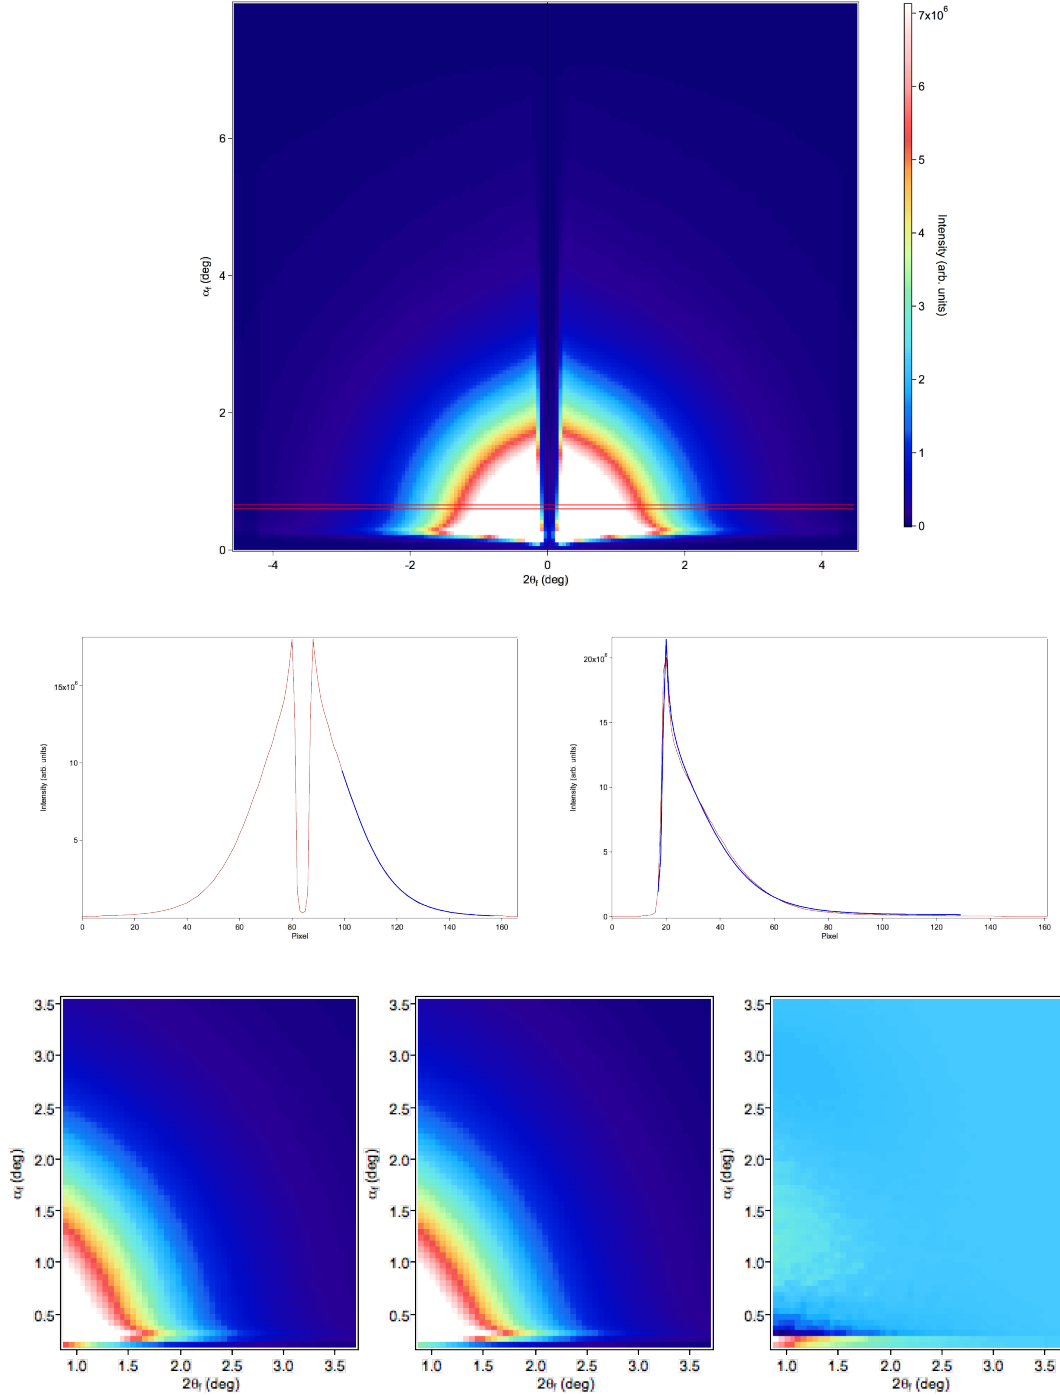 7x10⁶
6
5
4
3
2
1
0
Intensity (arb. units)
6
4
2
0
αf (deg)
-4 -2 0 2 4
2θf (deg)
15x10⁶
10
5
Intensity (arb. units)
0 20 40 60 80 100 120 140 160
Pixel
20x10⁶
15
10
5
0
Intensity (arb. units)
0 20 40 60 80 100 120 140 161
Pixel
3.5
3.0
2.5
2.0
1.5
1.0
0.5
αf (deg)
1.0 1.5 2.0 2.5 3.0 3.5
2θf (deg)
3.5
3.0
2.5
2.0
1.5
1.0
0.5
αf (deg)
1.0 1.5 2.0 2.5 3.0 3.5
2θf (deg)
3.5
3.0
2.5
2.0
1.5
1.0
0.5
αf (deg)
1.0 1.5 2.0 2.5 3.0 3.5
2θf (deg)